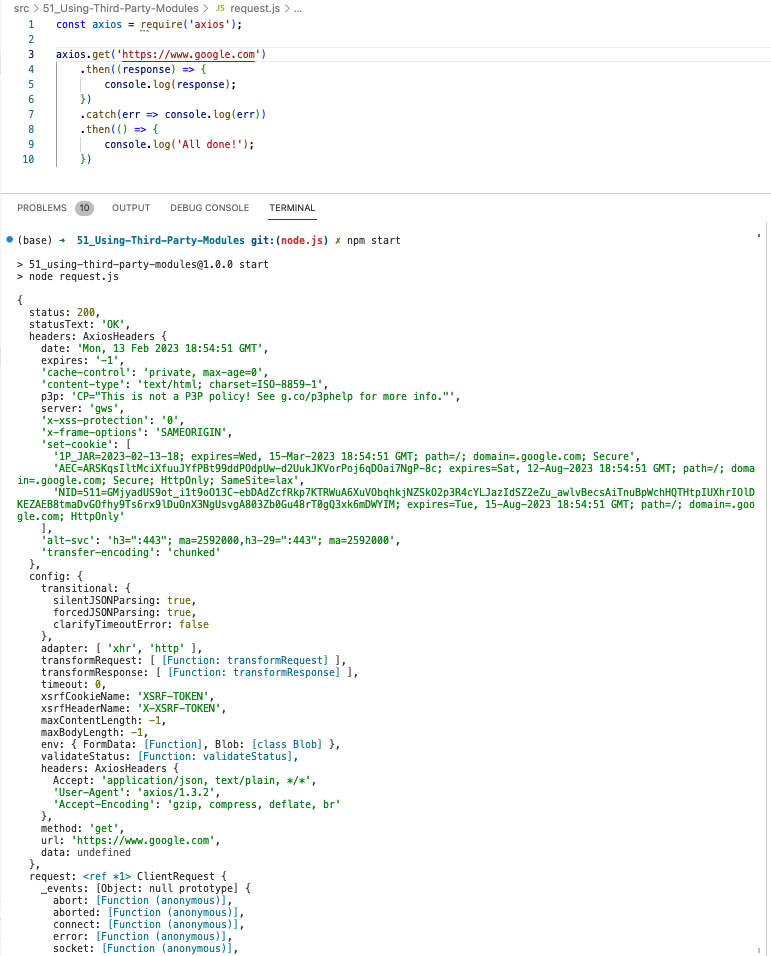 src > 51_Using-Third-Party-Modules > JS request.js > ...
1 const axios = require('axios');
2
3 axios.get('https://www.google.com')
4 .then((response) => {
5 console.log(response);
6 })
7 .catch(err => console.log(err))
8 .then(() => {
9 console.log('All done!');
10 })
PROBLEMS 10 OUTPUT DEBUG CONSOLE TERMINAL
(base) ➜ 51_Using-Third-Party-Modules git:(node.js) ✗ npm start
> 51_using-third-party-modules@1.0.0 start
> node request.js
{
status: 200,
statusText: 'OK',
headers: AxiosHeaders {
date: 'Mon, 13 Feb 2023 18:54:51 GMT',
expires: '-1',
'cache-control': 'private, max-age=0',
'content-type': 'text/html; charset=ISO-8859-1',
p3p: 'CP="This is not a P3P policy! See g.co/p3phelp for more info."',
server: 'gws',
'x-xss-protection': '0',
'x-frame-options': 'SAMEORIGIN',
'set-cookie': [
'1P_JAR=2023-02-13-18; expires=Wed, 15-Mar-2023 18:54:51 GMT; path=/; domain=.google.com; Secure',
'AEC=ARSKqsIltMciXfuuJYfPBt99ddPOdpUw-d2UukJKVorPoj6qDOai7NgP-8c; expires=Sat, 12-Aug-2023 18:54:51 GMT; path=/; doma
in=.google.com; Secure; HttpOnly; SameSite=lax',
'NID=511=GMjyadUS9ot_i1t9oO13C-ebDAdZcfRkp7KTRWuA6XuVObqhkjNZSkO2p3R4cYLJazIdSZ2eZu_awlvBecsAiTnuBpWchHQTHtpIUXhrIOlD
KEZAEB8tmaDvGOfhy9Ts6rx9lDuOnX3NgUsvgA803Zb0Gu48rT0gQ3xk6mDWYIM; expires=Tue, 15-Aug-2023 18:54:51 GMT; path=/; domain=.goo
gle.com; HttpOnly'
],
'alt-svc': 'h3=":443"; ma=2592000,h3-29=":443"; ma=2592000',
'transfer-encoding': 'chunked'
},
config: {
transitional: {
silentJSONParsing: true,
forcedJSONParsing: true,
clarifyTimeoutError: false
},
adapter: [ 'xhr', 'http' ],
transformRequest: [ [Function: transformRequest] ],
transformResponse: [ [Function: transformResponse] ],
timeout: 0,
xsrfCookieName: 'XSRF-TOKEN',
xsrfHeaderName: 'X-XSRF-TOKEN',
maxContentLength: -1,
maxBodyLength: -1,
env: { FormData: [Function], Blob: [class Blob] },
validateStatus: [Function: validateStatus],
headers: AxiosHeaders {
Accept: 'application/json, text/plain, */*',
'User-Agent': 'axios/1.3.2',
'Accept-Encoding': 'gzip, compress, deflate, br'
},
method: 'get',
url: 'https://www.google.com',
data: undefined
},
request: <ref *1> ClientRequest {
_events: [Object: null prototype] {
abort: [Function (anonymous)],
aborted: [Function (anonymous)],
connect: [Function (anonymous)],
error: [Function (anonymous)],
socket: [Function (anonymous)],